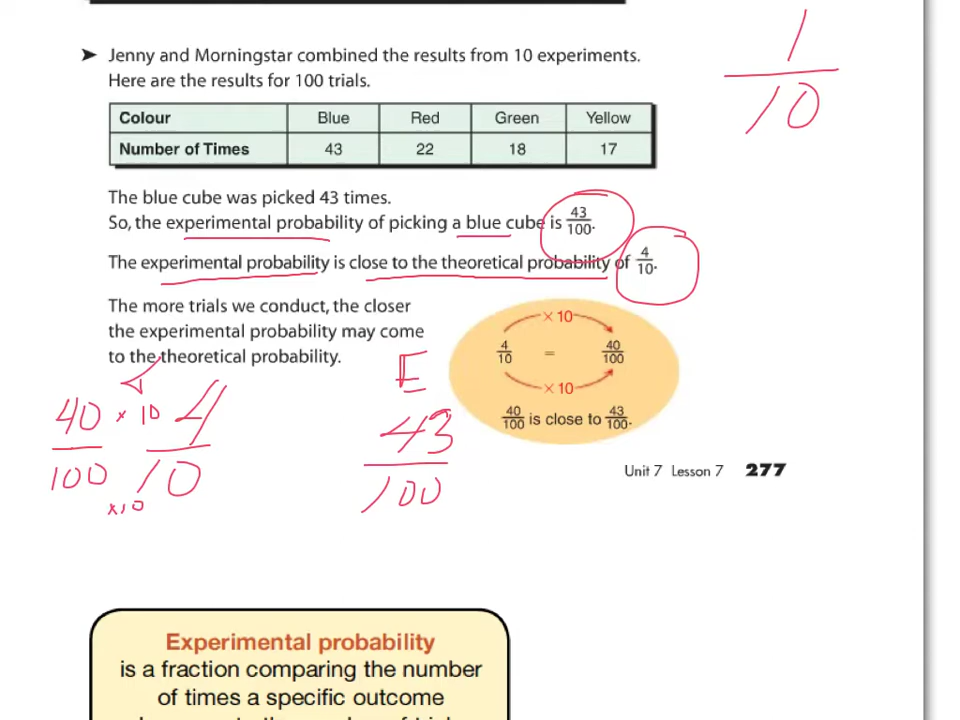 1
10
➤ Jenny and Morningstar combined the results from 10 experiments.
Here are the results for 100 trials.
Colour Blue Red Green Yellow
Number of Times 43 22 18 17
The blue cube was picked 43 times.
So, the experimental probability of picking a blue cube is 43/100.
The experimental probability is close to the theoretical probability of 4/10.
The more trials we conduct, the closer
the experimental probability may come
to the theoretical probability.
× 10
4/10 = 40/100
× 10
40/100 is close to 43/100.
E
40 × 10 4
100 10
×10
43
100
Unit 7 Lesson 7 277
Experimental probability
is a fraction comparing the number
of times a specific outcome